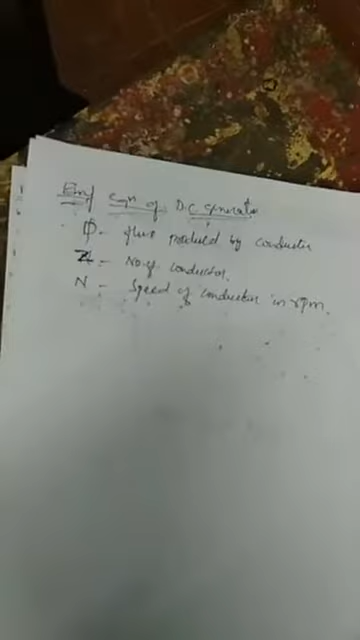 Emf Eqn of D.C generator
Φ - flux produced by conductor
Z - No. of conductor.
N - Speed of conductor in rpm.